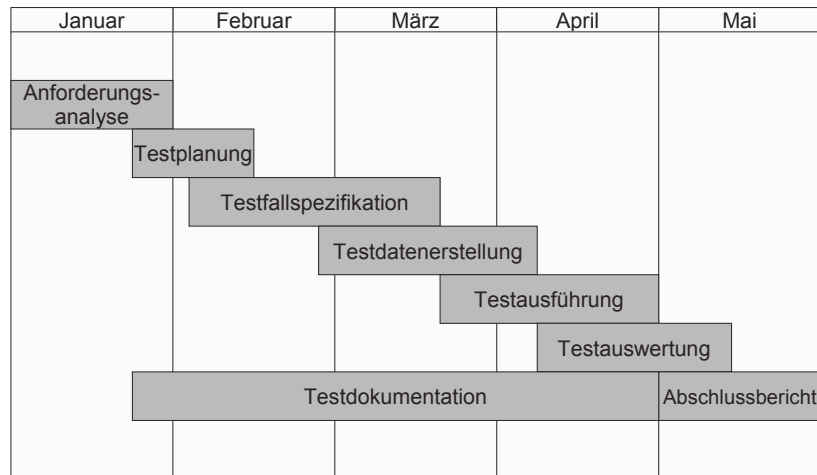 Januar Februar März April Mai
Anforderungs-
analyse
Testplanung
Testfallspezifikation
Testdatenerstellung
Testausführung
Testauswertung
Testdokumentation Abschlussbericht